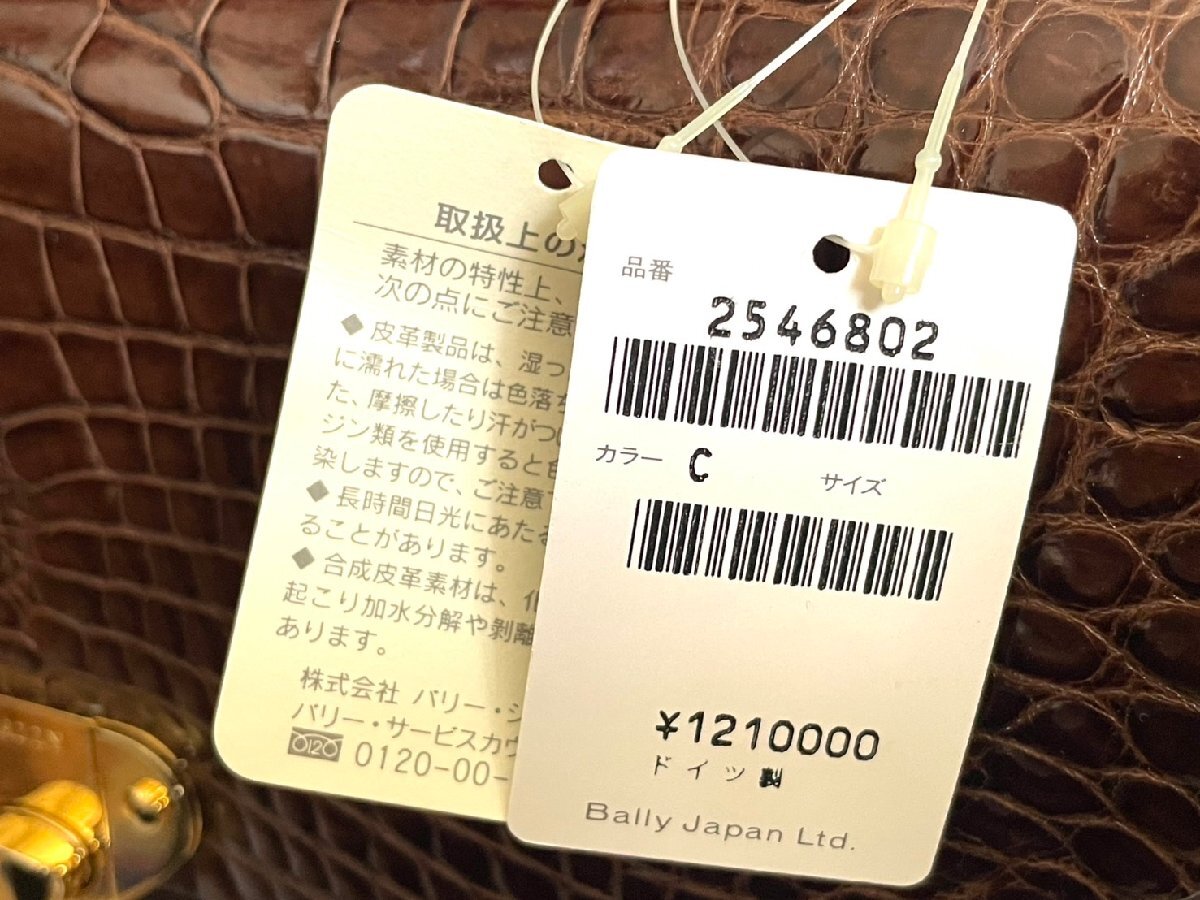 取扱上の
素材の特性上、
次の点にご注意
◆ 皮革製品は、湿っ
に濡れた場合は色落ち
た、摩擦したり汗がつい
ジン類を使用すると色
染しますので、ご注意
◆ 長時間日光にあたる
ることがあります。
◆ 合成皮革素材は、
起こり加水分解や剥離
あります。
株式会社 バリー・ジ
バリー・サービスカウ
0120 0120-00-
品番
2546802
カラー C サイズ
¥1210000
ドイツ製
Bally Japan Ltd.